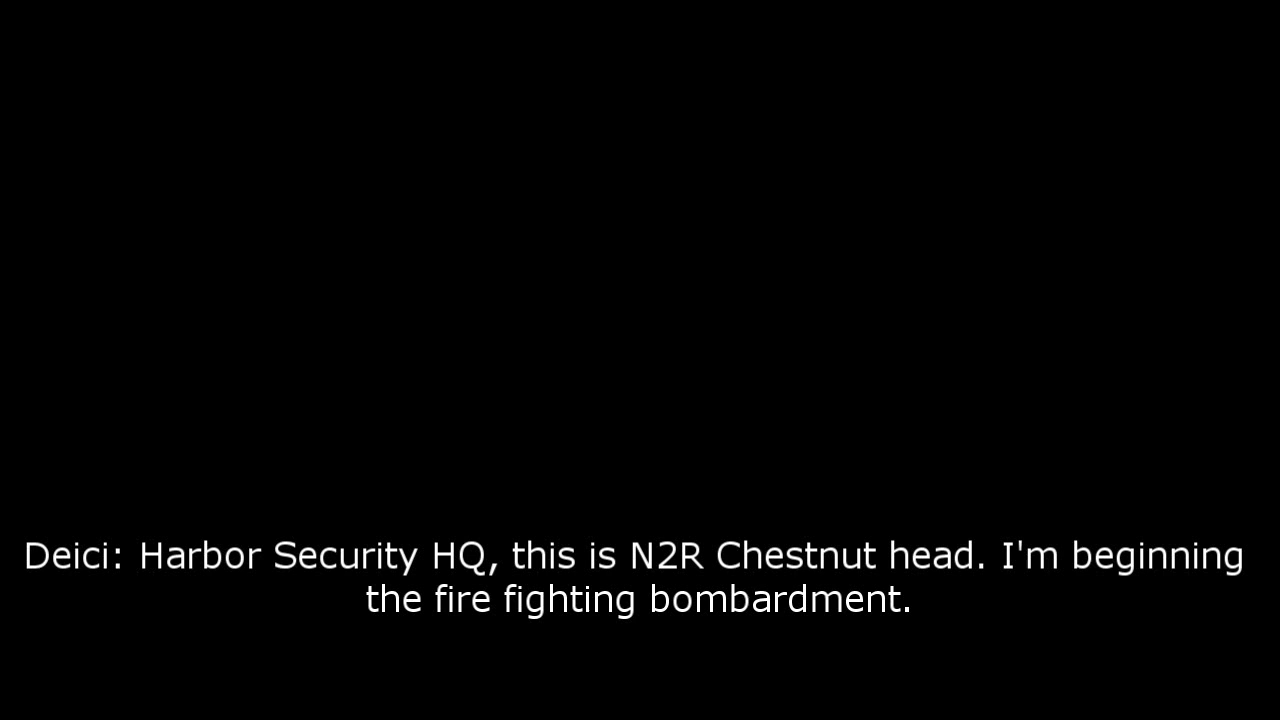 Deici: Harbor Security HQ, this is N2R Chestnut head. I'm beginning
the fire fighting bombardment.